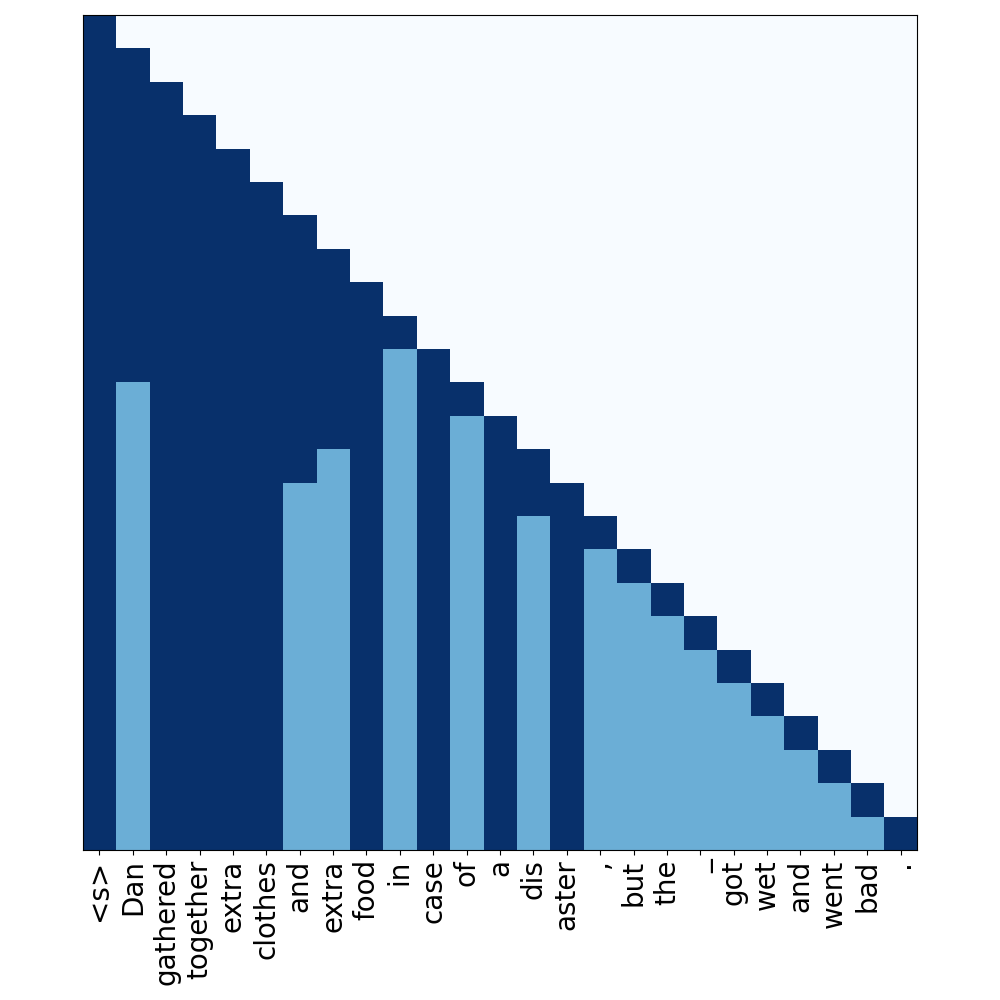 <s> Dan gathered together extra clothes and extra food in case of a dis aster , but the _ got wet and went bad .